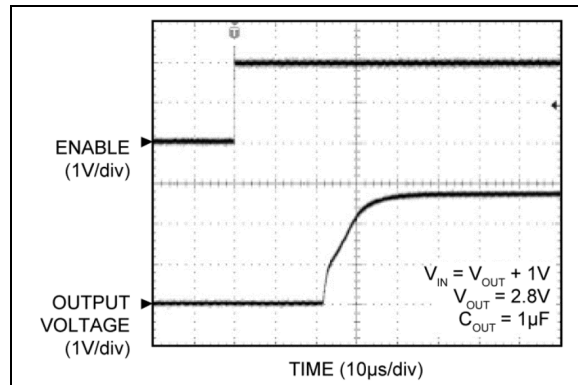 T
ENABLE
(1V/div)
OUTPUT
VOLTAGE
(1V/div)
V_IN = V_OUT + 1V
V_OUT = 2.8V
C_OUT = 1µF
TIME (10µs/div)